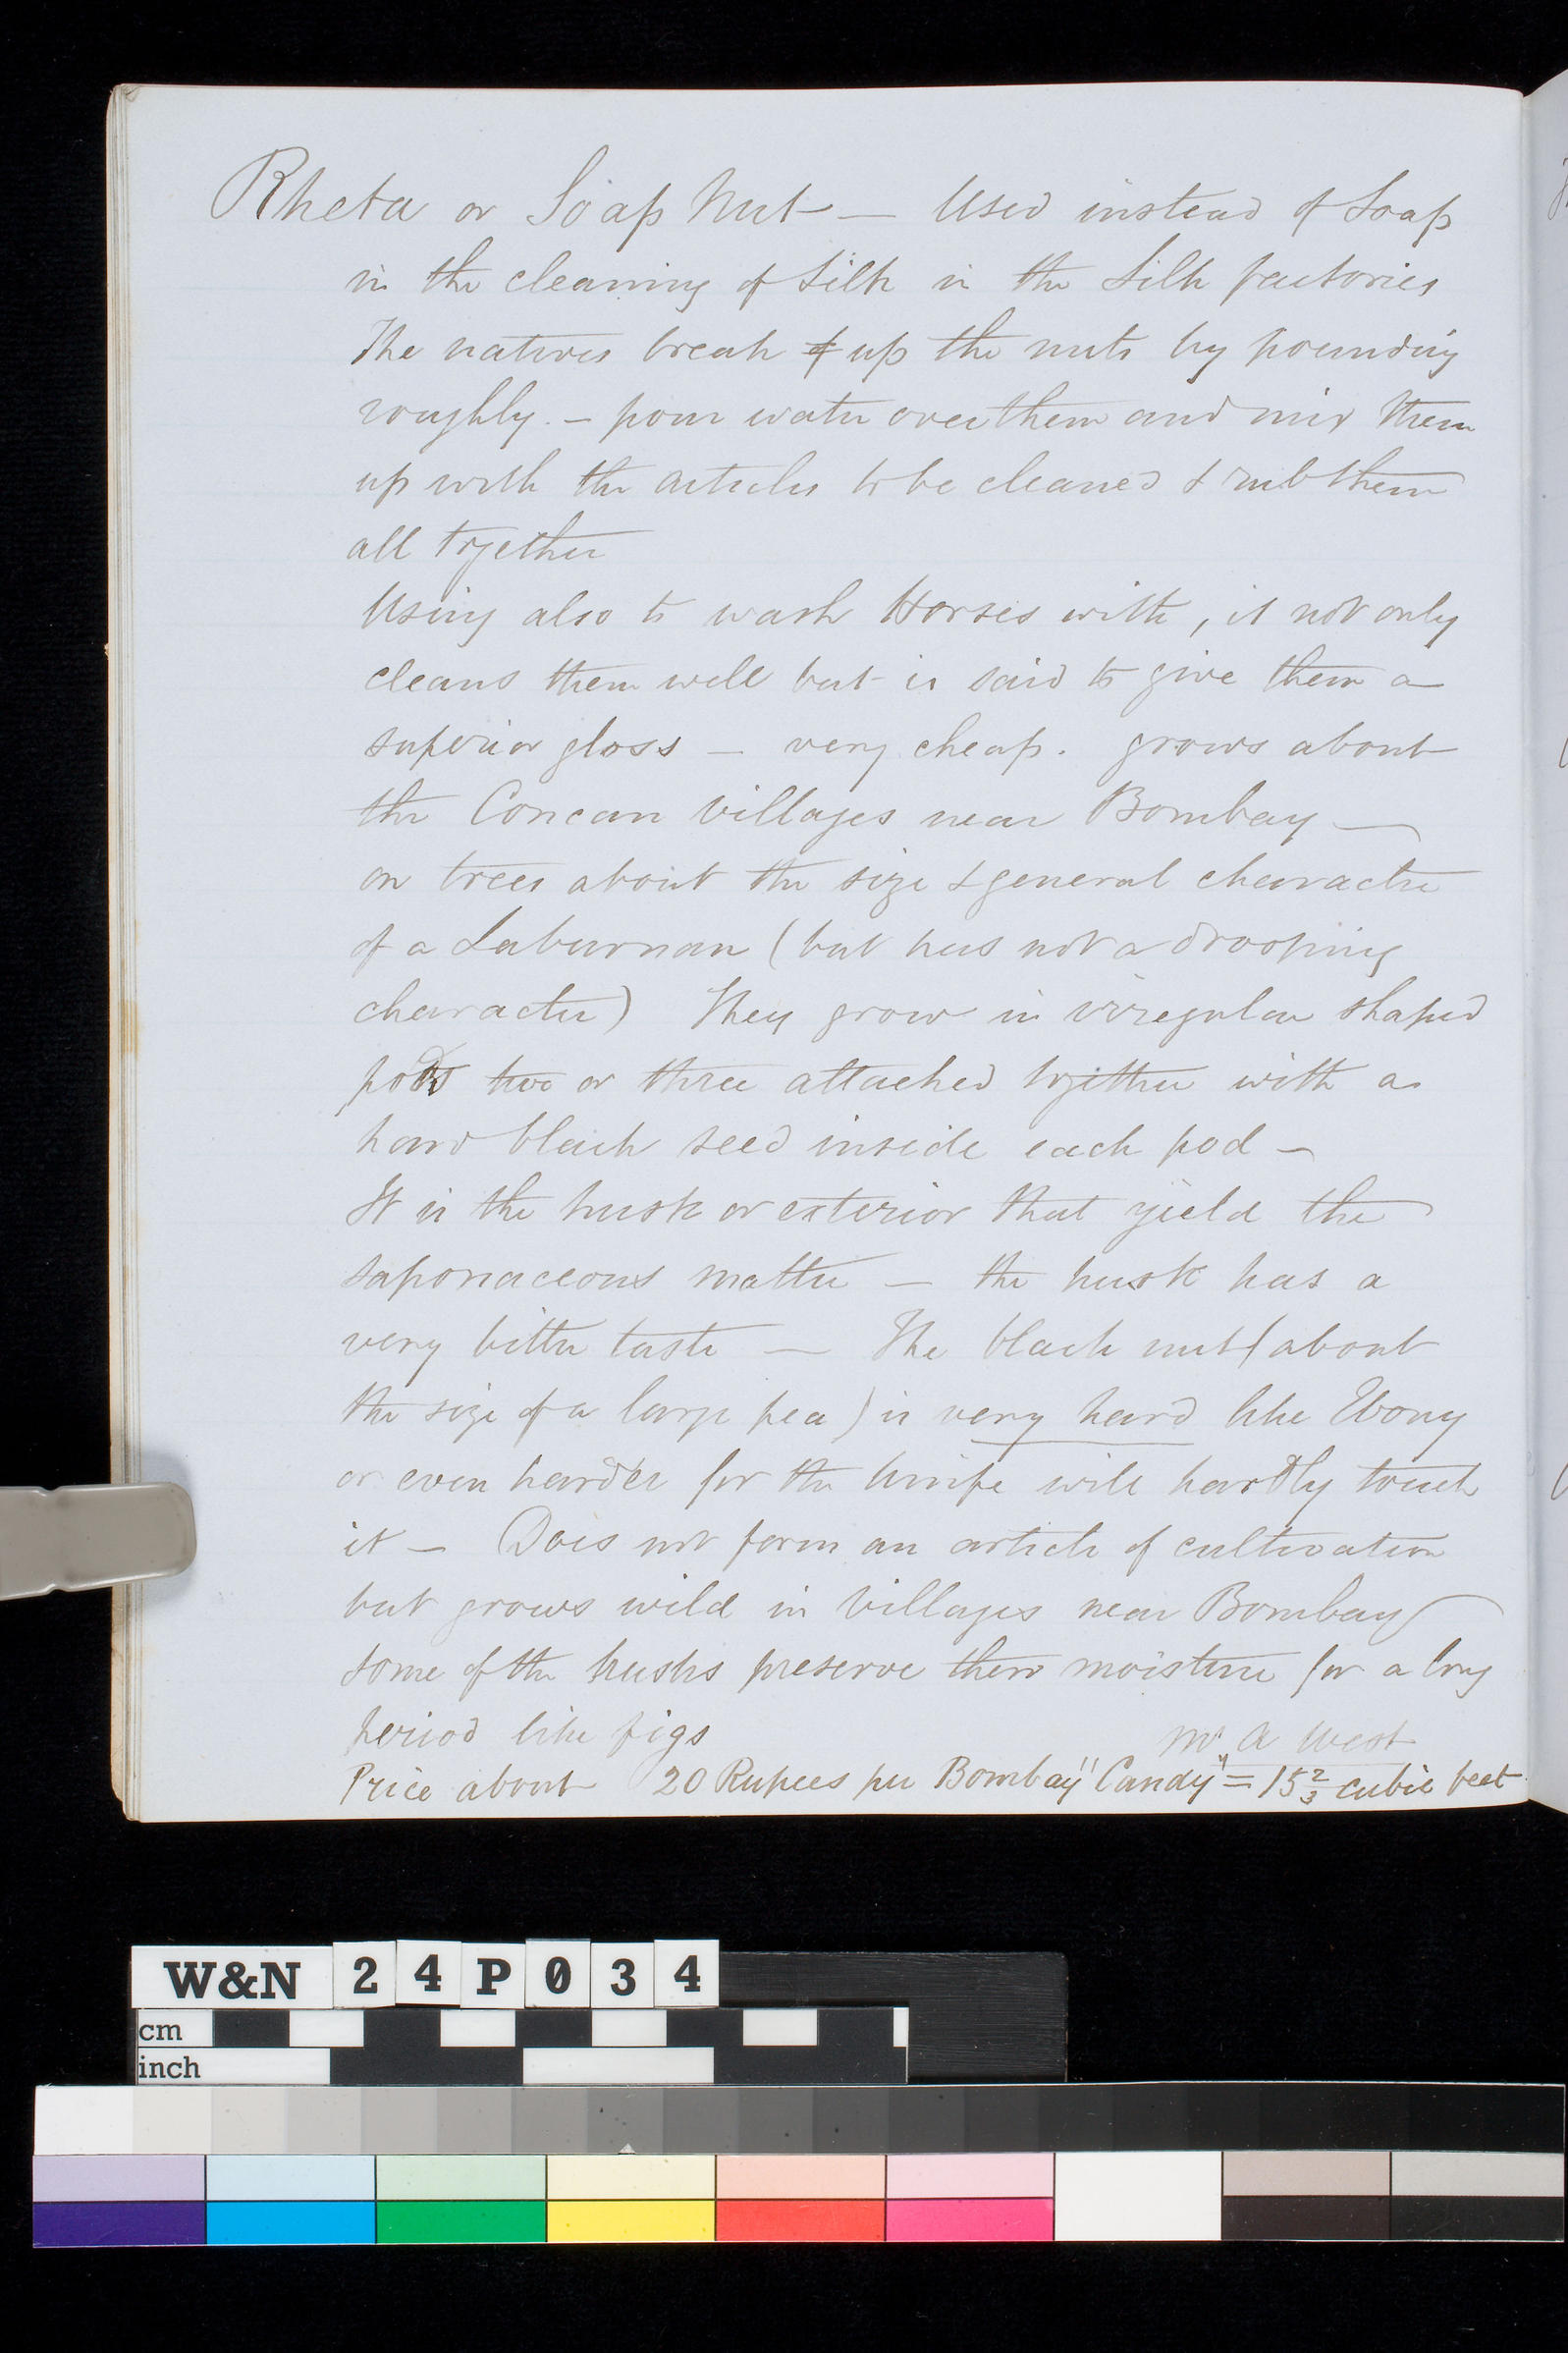 Rheta or Soap Nut — Used instead of Soap
in the cleaning of Silk in the Silk factories
The natives break up the nuts by pounding
roughly. — pour water over them and mix them
up with the articles to be cleaned & rub them
all together
Using also to wash Horses with, it not only
cleans them well but is said to give them a
superior gloss — very cheap. grows about
the Concan villages near Bombay —
on trees about the size & general character
of a Laburnan (but has not a drooping
character) They grow in irregular shaped
pods two or three attached together with a
hard black seed inside each pod —
It is the husk or exterior that yield the
saponaceous matter — the husk has a
very bitter taste — The black nut (about
the size of a large pea) is very hard like Ebony
or even harder for the knife will hardly touch
it — Does not form an article of cultivation
but grows wild in villages near Bombay
some of the husks preserve their moisture for a long
period like figs
Mr A West
Price about 20 Rupees per Bombay "Candy" = 15 2/3 cubic feet
W&N 24P034
cm
inch